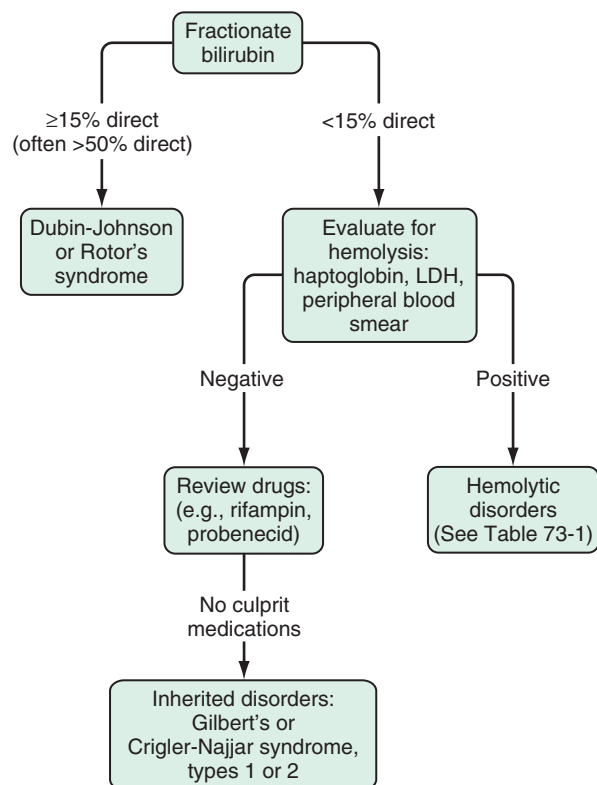 Fractionate
bilirubin
≥15% direct
(often >50% direct)
<15% direct
Dubin-Johnson
or Rotor's
syndrome
Evaluate for
hemolysis:
haptoglobin, LDH,
peripheral blood
smear
Negative
Positive
Review drugs:
(e.g., rifampin,
probenecid)
Hemolytic
disorders
(See Table 73-1)
No culprit
medications
Inherited disorders:
Gilbert's or
Crigler-Najjar syndrome,
types 1 or 2